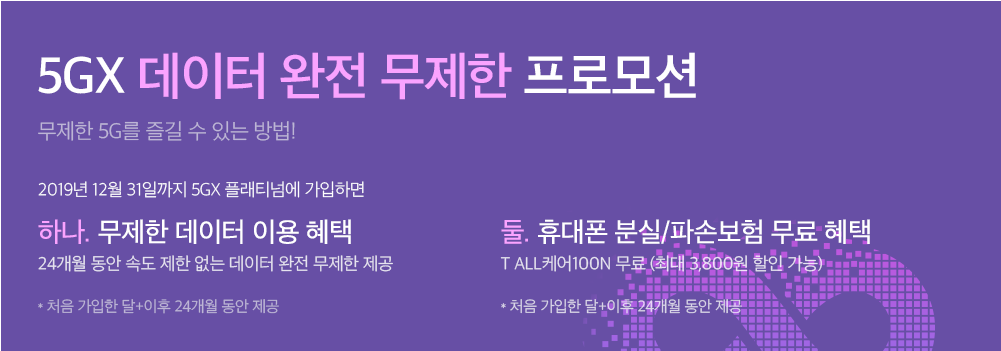 5GX 데이터 완전 무제한 프로모션
무제한 5G를 즐길 수 있는 방법!
2019년 12월 31일까지 5GX 플래티넘에 가입하면
하나. 무제한 데이터 이용 혜택
24개월 동안 속도 제한 없는 데이터 완전 무제한 제공
* 처음 가입한 달+이후 24개월 동안 제공
둘. 휴대폰 분실/파손보험 무료 혜택
T ALL케어100N 무료 (최대 3,800원 할인 가능)
* 처음 가입한 달+이후 24개월 동안 제공